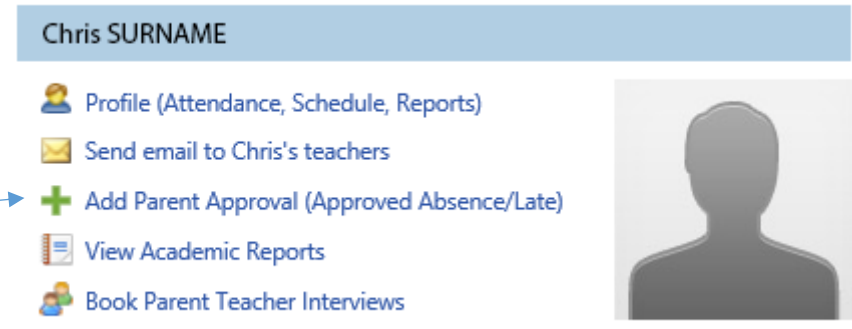 Chris SURNAME
Profile (Attendance, Schedule, Reports)
Send email to Chris's teachers
Add Parent Approval (Approved Absence/Late)
View Academic Reports
Book Parent Teacher Interviews